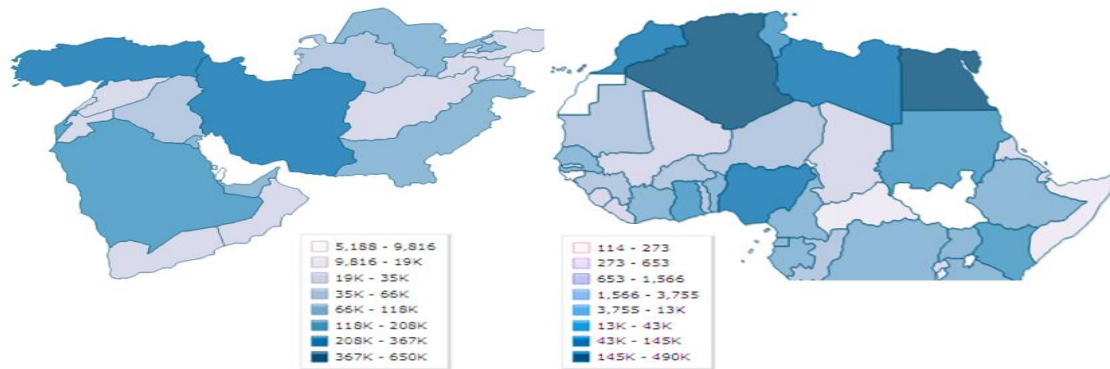 5,188 - 9,816
9,816 - 19K
19K - 35K
35K - 66K
66K - 118K
118K - 208K
208K - 367K
367K - 650K
114 - 273
273 - 653
653 - 1,566
1,566 - 3,755
3,755 - 13K
13K - 43K
43K - 145K
145K - 490K